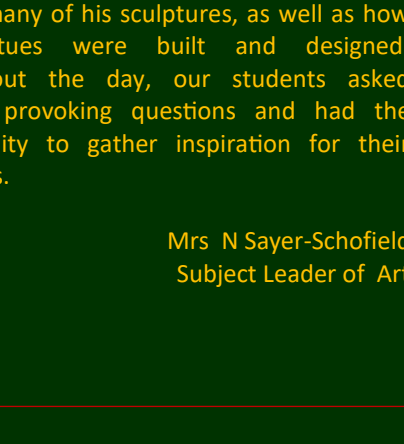 many of his sculptures, as well as how
tues were built and designed
out the day, our students asked
provoking questions and had the
ity to gather inspiration for their
s.
Mrs N Sayer-Schofield
Subject Leader of Art